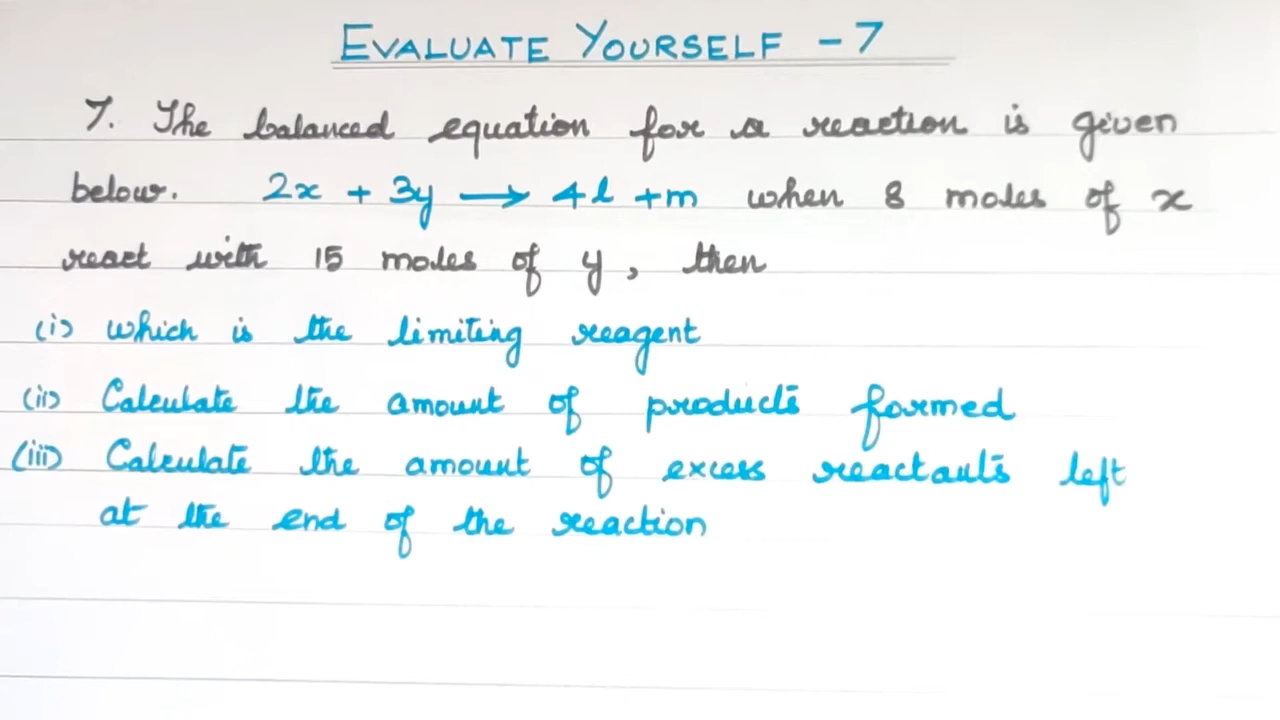 EVALUATE YOURSELF - 7
7. The balanced equation for a reaction is given
below. 2x + 3y → 4l + m when 8 moles of x
react with 15 moles of y, then
(i) which is the limiting reagent
(ii) Calculate the amount of products formed
(iii) Calculate the amount of excess reactants left
at the end of the reaction